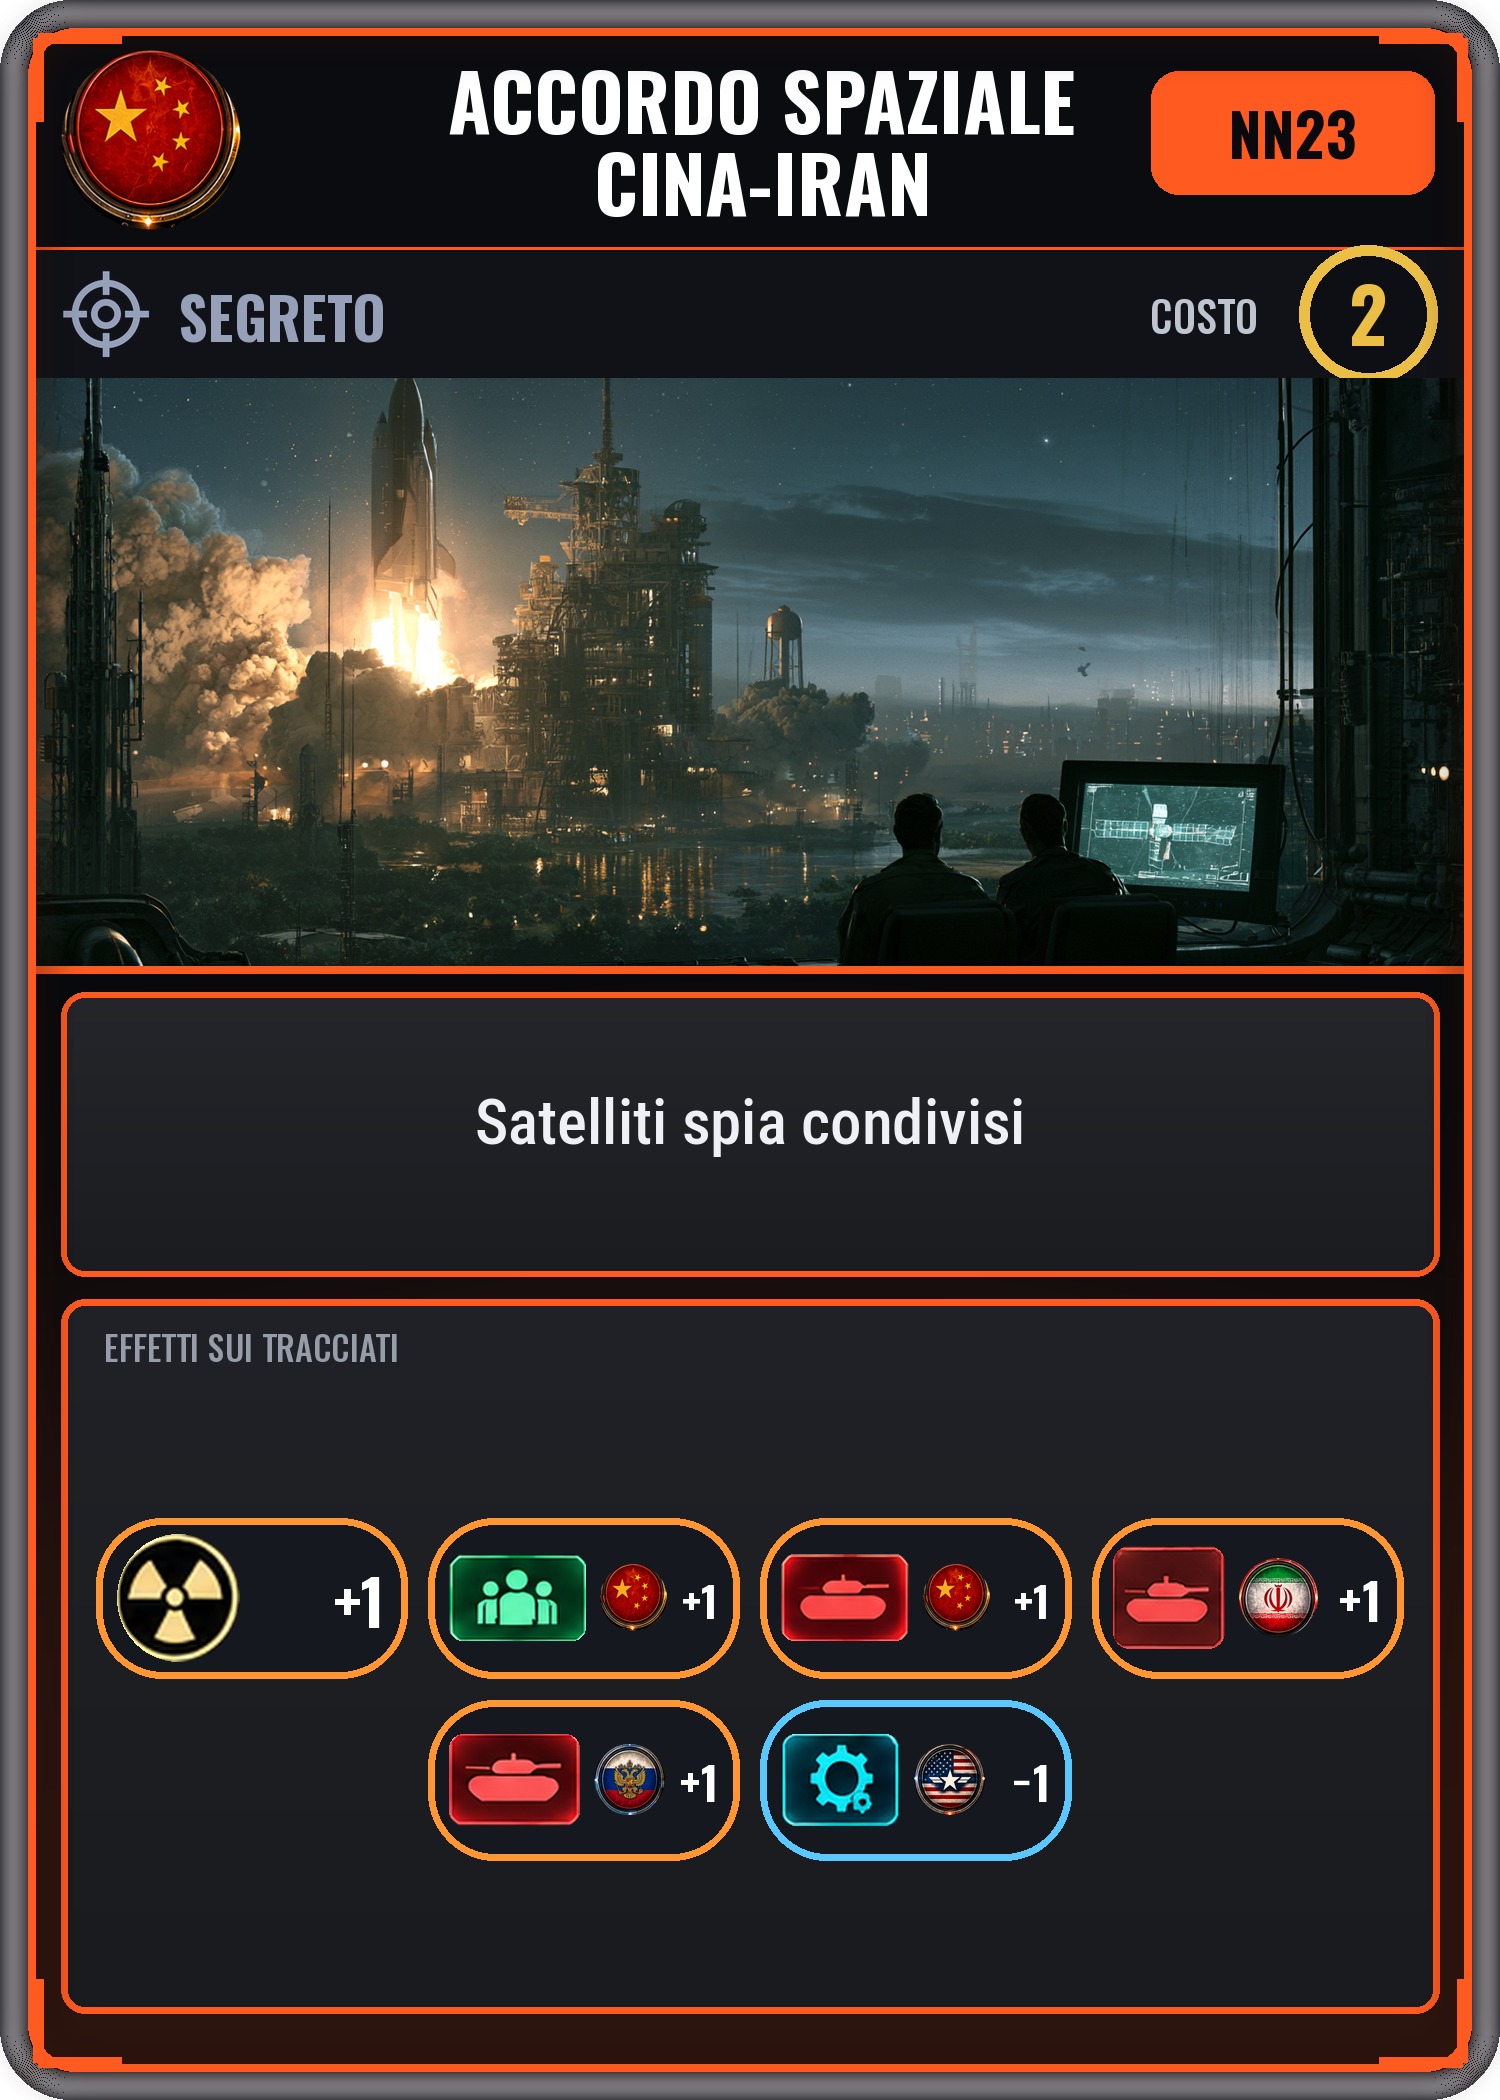 ACCORDO SPAZIALE
CINA-IRAN
NN23
SEGRETO
COSTO
2
Satelliti spia condivisi
EFFETTI SUI TRACCIATI
+1
+1
+1
+1
+1
-1